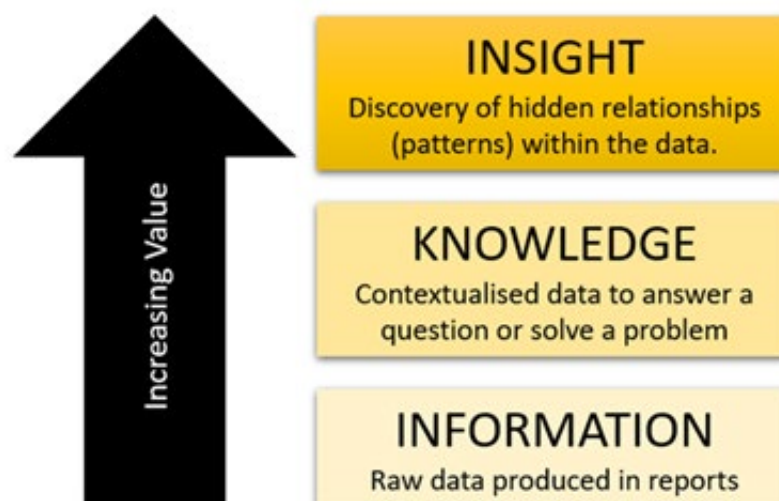 Increasing Value
INSIGHT
Discovery of hidden relationships
(patterns) within the data.
KNOWLEDGE
Contextualised data to answer a
question or solve a problem
INFORMATION
Raw data produced in reports